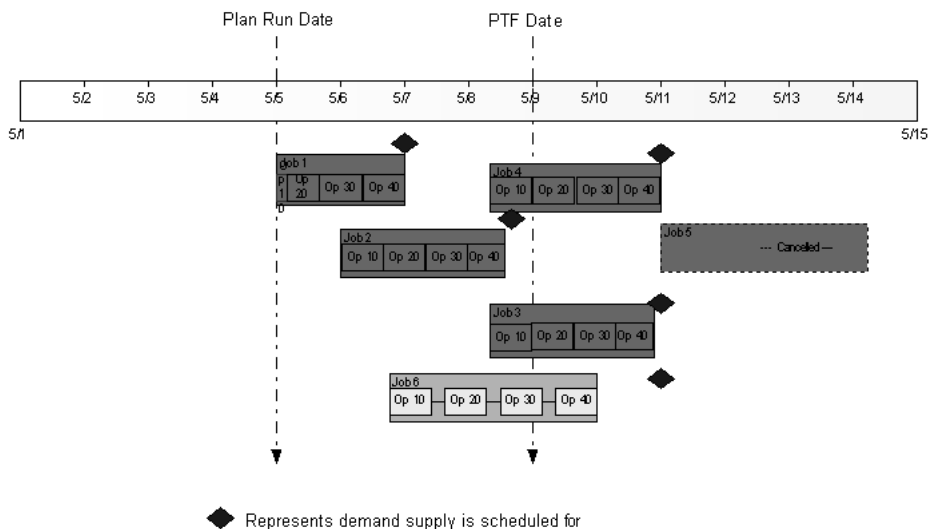 Plan Run Date
PTF Date
5/2 5/3 5/4 5/5 5/6 5/7 5/8 5/9 5/10 5/11 5/12 5/13 5/14
5/1
5/15
Job 1
Op 20 Op 30 Op 40
Job 4
Op 10 Op 20 Op 30 Op 40
Job 2
Op 10 Op 20 Op 30 Op 40
Job 5
--- Cancelled ---
Job 3
Op 10 Op 20 Op 30 Op 40
Job 6
Op 10 Op 20 Op 30 Op 40
Represents demand supply is scheduled for